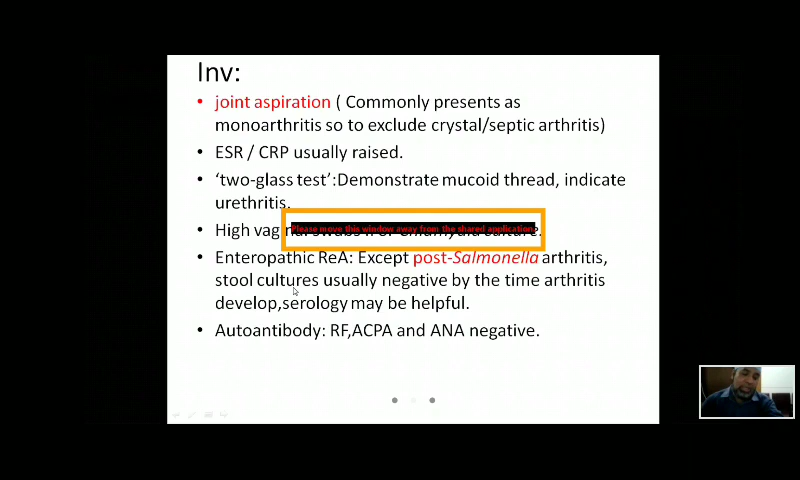 Inv:
• joint aspiration ( Commonly presents as
monoarthritis so to exclude crystal/septic arthritis)
• ESR / CRP usually raised.
• ‘two-glass test’:Demonstrate mucoid thread, indicate
urethritis.
• High vag
Please move this window away from the shared application
• Enteropathic ReA: Except post-Salmonella arthritis,
stool cultures usually negative by the time arthritis
develop,serology may be helpful.
• Autoantibody: RF,ACPA and ANA negative.